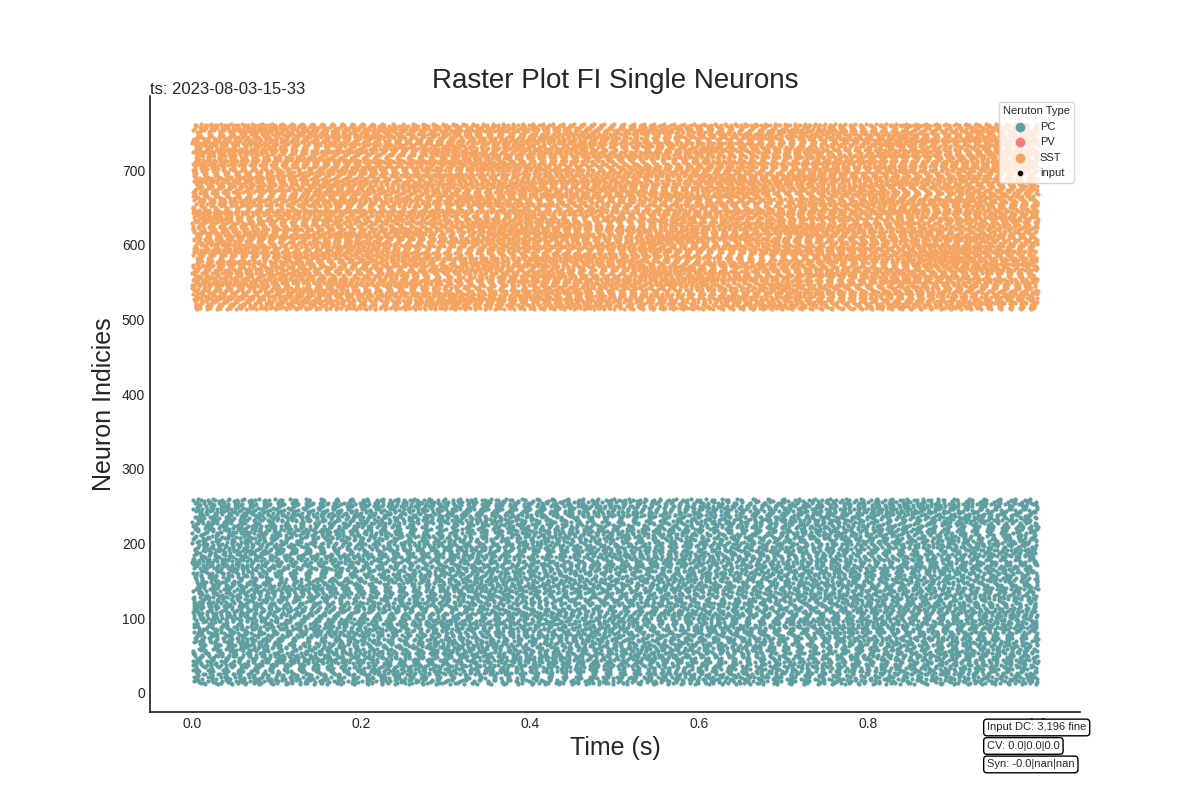 Raster Plot FI Single Neurons
ts: 2023-08-03-15-33
Neruton Type
PC
PV
SST
input
Neuron Indicies
700
600
500
400
300
200
100
0
0.0 0.2 0.4 0.6 0.8
Time (s)
Input DC: 3,196 fine
CV: 0.0|0.0|0.0
Syn: -0.0|nan|nan